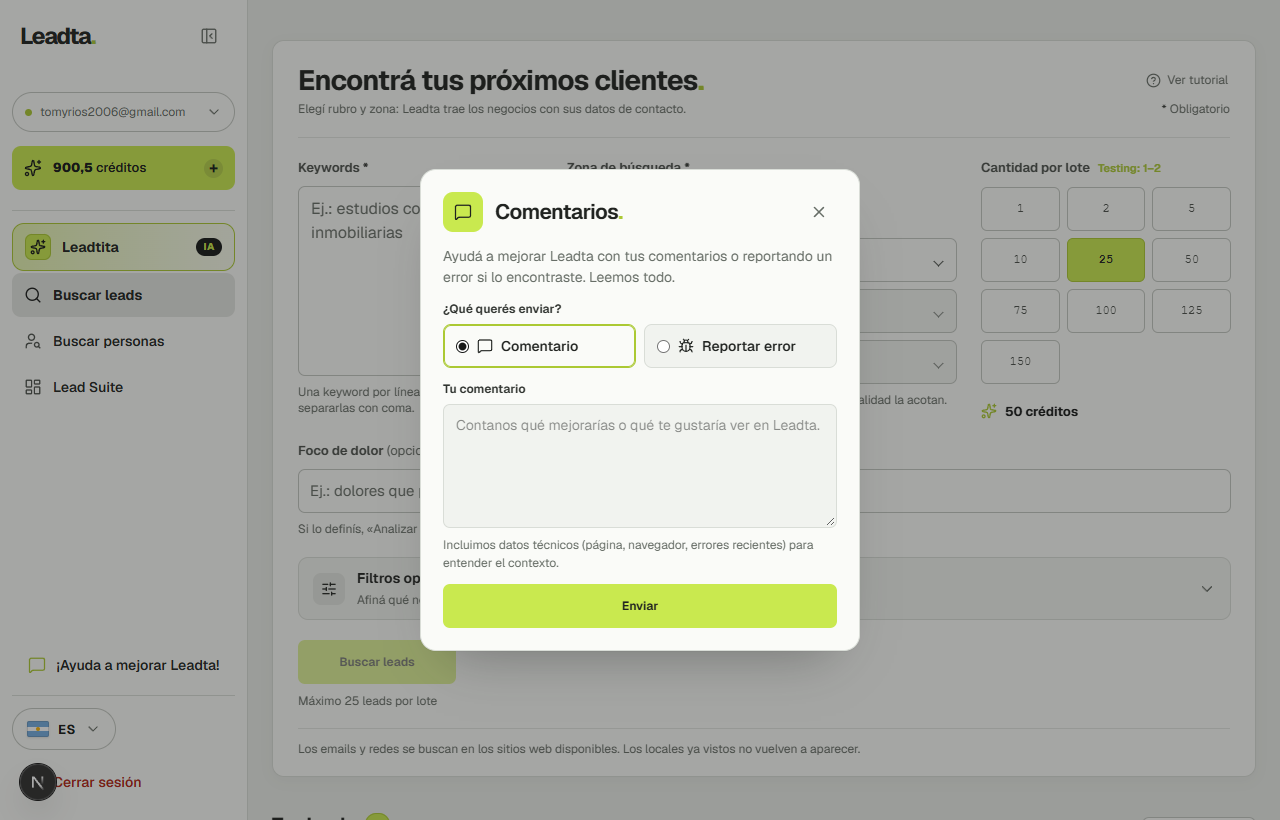 Leadta.
tomyrios2006@gmail.com
900,5 créditos
+
Leadtita
IA
Buscar leads
Buscar personas
Lead Suite
¡Ayuda a mejorar Leadta!
ES
N
Cerrar sesión
Encontrá tus próximos clientes.
Elegí rubro y zona: Leadta trae los negocios con sus datos de contacto.
Ver tutorial
* Obligatorio
Keywords *
Ej.: estudios co
inmobiliarias
Una keyword por línea
separarlas con coma.
Zona de búsqueda *
alidad la acotan.
Cantidad por lote Testing: 1–2
1 2 5
10 25 50
75 100 125
150
50 créditos
Foco de dolor (opcio
Ej.: dolores que
Si lo definís, «Analizar
Filtros op
Afiná qué n
Buscar leads
Máximo 25 leads por lote
Los emails y redes se buscan en los sitios web disponibles. Los locales ya vistos no vuelven a aparecer.
Comentarios.
Ayudá a mejorar Leadta con tus comentarios o reportando un
error si lo encontraste. Leemos todo.
¿Qué querés enviar?
Comentario
Reportar error
Tu comentario
Contanos qué mejorarías o qué te gustaría ver en Leadta.
Incluimos datos técnicos (página, navegador, errores recientes) para
entender el contexto.
Enviar